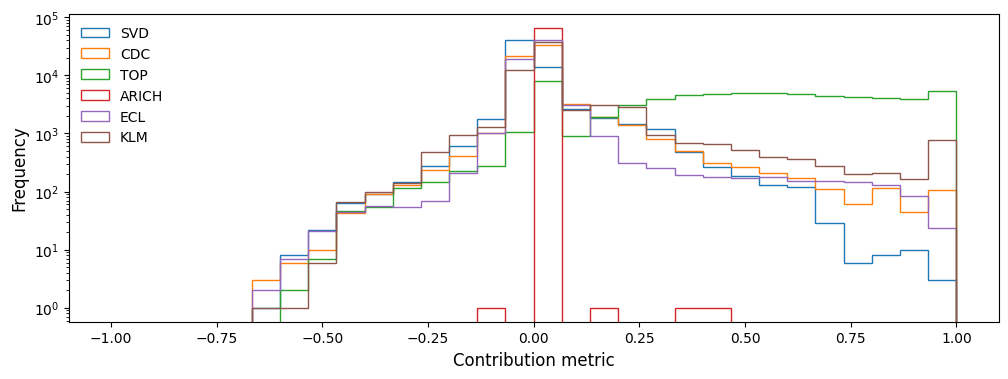 SVD
CDC
TOP
ARICH
ECL
KLM
Frequency
10⁵
10⁴
10³
10²
10¹
10⁰
−1.00 −0.75 −0.50 −0.25 0.00 0.25 0.50 0.75 1.00
Contribution metric